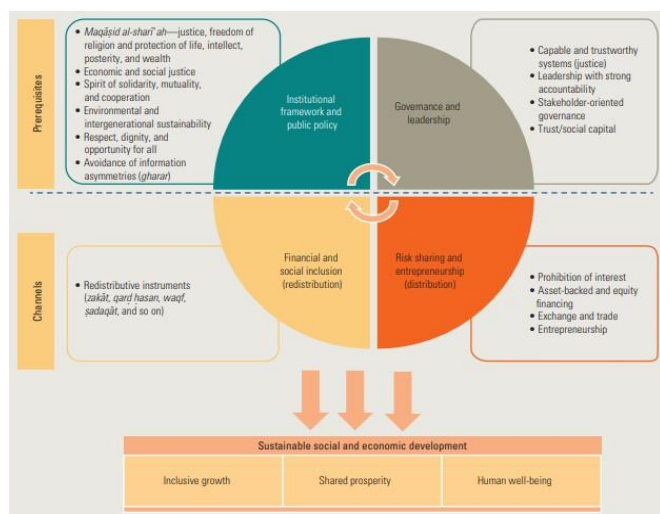 Prerequisites
• Maqāṣid al-sharīʿah—justice, freedom of
religion and protection of life, intellect,
posterity, and wealth
• Economic and social justice
• Spirit of solidarity, mutuality,
and cooperation
• Environmental and
intergenerational sustainability
• Respect, dignity, and
opportunity for all
• Avoidance of information
asymmetries (gharar)
Institutional
framework and
public policy
Governance and
leadership
• Capable and trustworthy
systems (justice)
• Leadership with strong
accountability
• Stakeholder-oriented
governance
• Trust/social capital
Channels
• Redistributive instruments
(zakāt, qarḍ ḥasan, waqf,
ṣadaqāt, and so on)
Financial and
social inclusion
(redistribution)
Risk sharing and
entrepreneurship
(distribution)
• Prohibition of interest
• Asset-backed and equity
financing
• Exchange and trade
• Entrepreneurship
Sustainable social and economic development
Inclusive growth
Shared prosperity
Human well-being